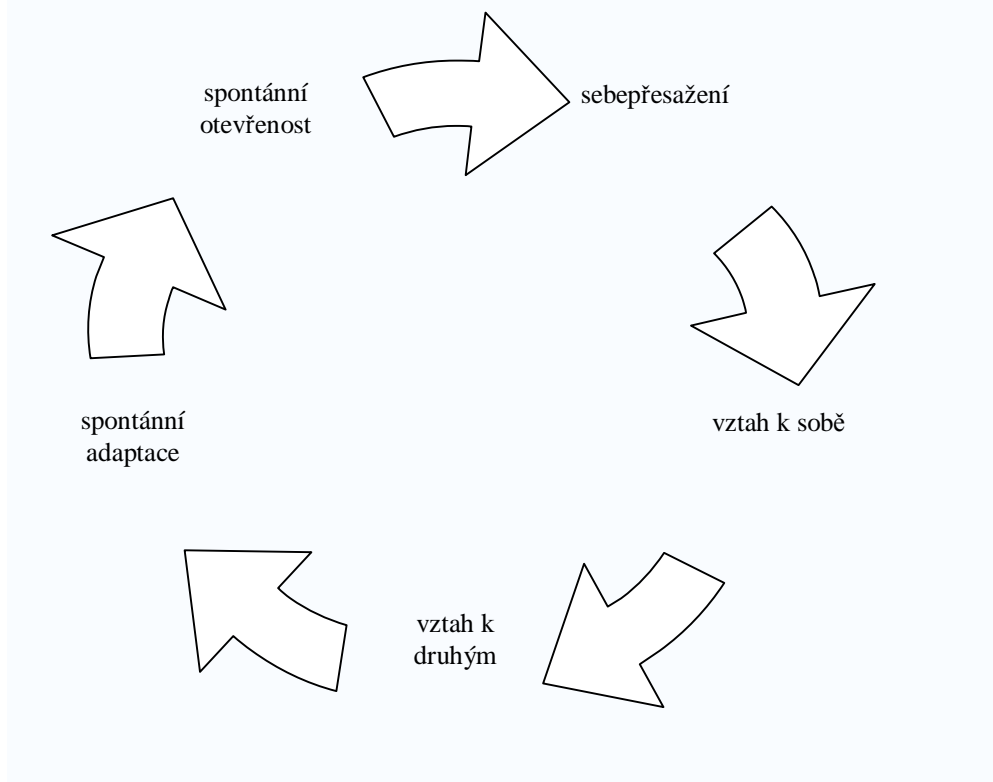 spontánní
otevřenost
sebepřesažení
vztah k sobě
vztah k
druhým
spontánní
adaptace